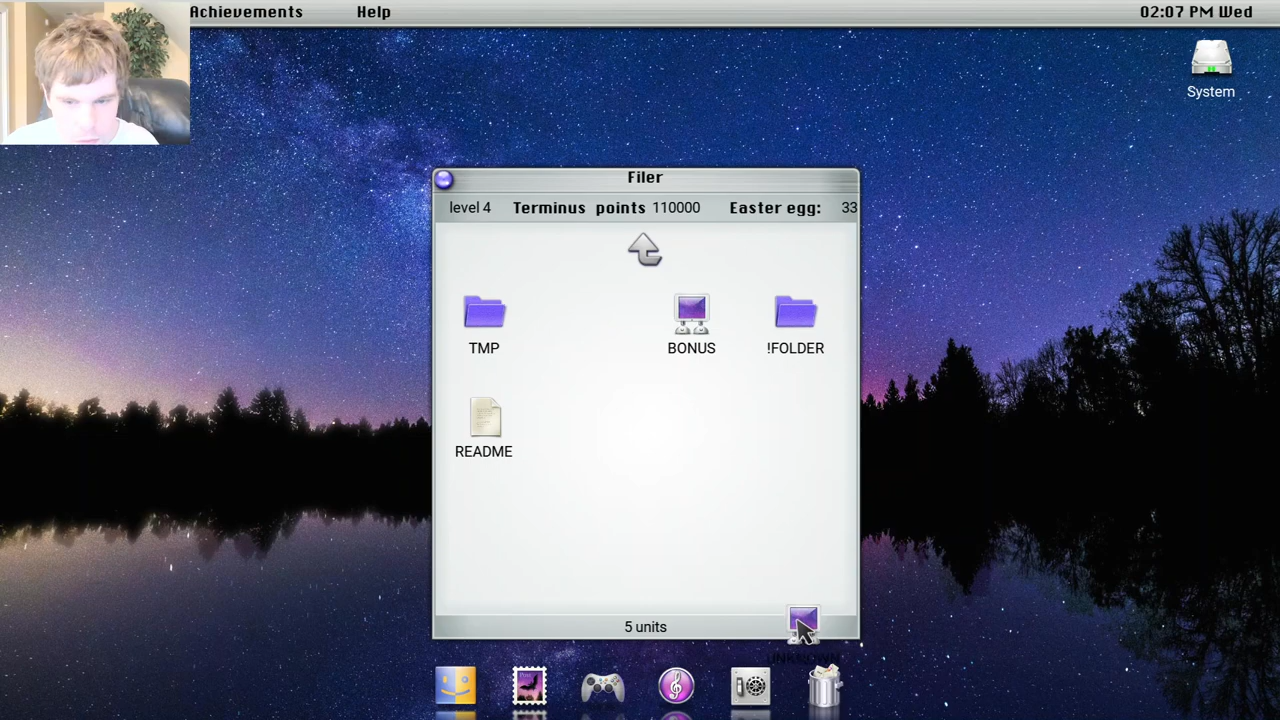 Achievements Help 02:07 PM Wed
System
Filer
level 4 Terminus points 110000 Easter egg: 33
TMP BONUS !FOLDER
README
5 units
UNKNOWN